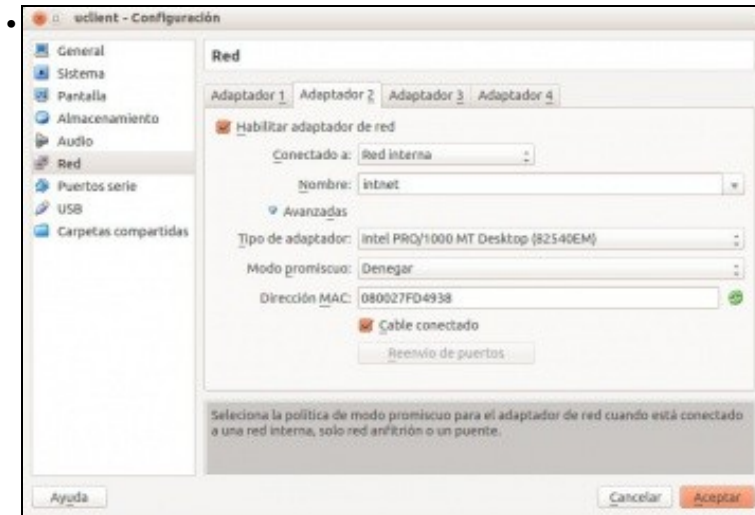 uclient - Configuración
General
Sistema
Pantalla
Almacenamiento
Audio
Red
Puertos serie
USB
Carpetas compartidas
Red
Adaptador 1 Adaptador 2 Adaptador 3 Adaptador 4
Habilitar adaptador de red
Conectado a: Red interna
Nombre: intnet
Avanzadas
Tipo de adaptador: Intel PRO/1000 MT Desktop (82540EM)
Modo promiscuo: Denegar
Dirección MAC: 080027FD4938
Cable conectado
Reenvío de puertos
Seleciona la política de modo promiscuo para el adaptador de red cuando está conectado
a una red interna, solo red anfitrión o un puente.
Ayuda Cancelar Aceptar